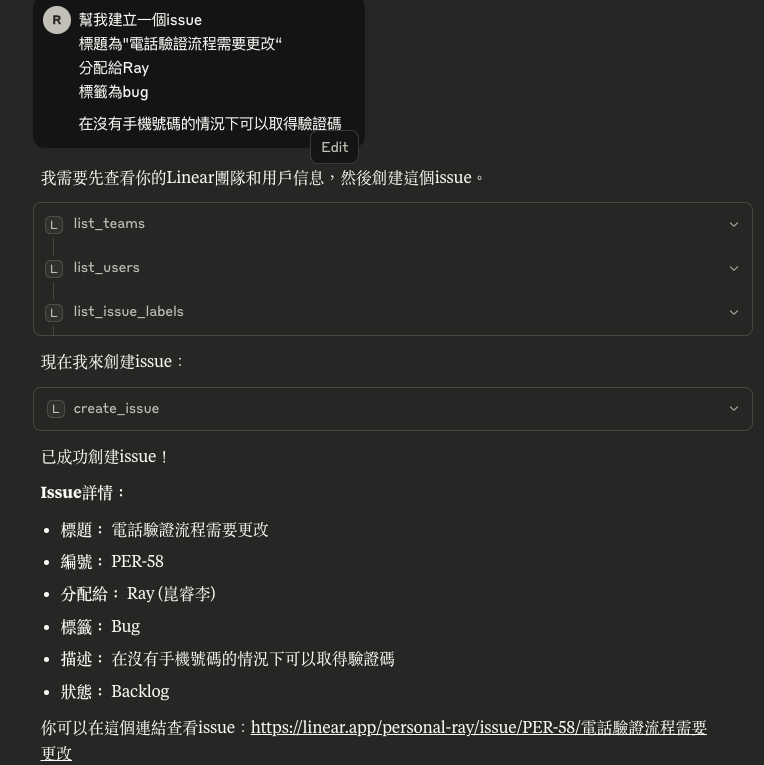 R
幫我建立一個issue
標題為"電話驗證流程需要更改“
分配給Ray
標籤為bug
在沒有手機號碼的情況下可以取得驗證碼
Edit
我需要先查看你的Linear團隊和用戶信息，然後創建這個issue。
L list_teams
L list_users
L list_issue_labels
現在我來創建issue：
L create_issue
已成功創建issue！
Issue詳情：
• 標題： 電話驗證流程需要更改
• 編號： PER-58
• 分配給： Ray (崑睿李)
• 標籤： Bug
• 描述： 在沒有手機號碼的情況下可以取得驗證碼
• 狀態： Backlog
你可以在這個連結查看issue：https://linear.app/personal-ray/issue/PER-58/電話驗證流程需要
更改